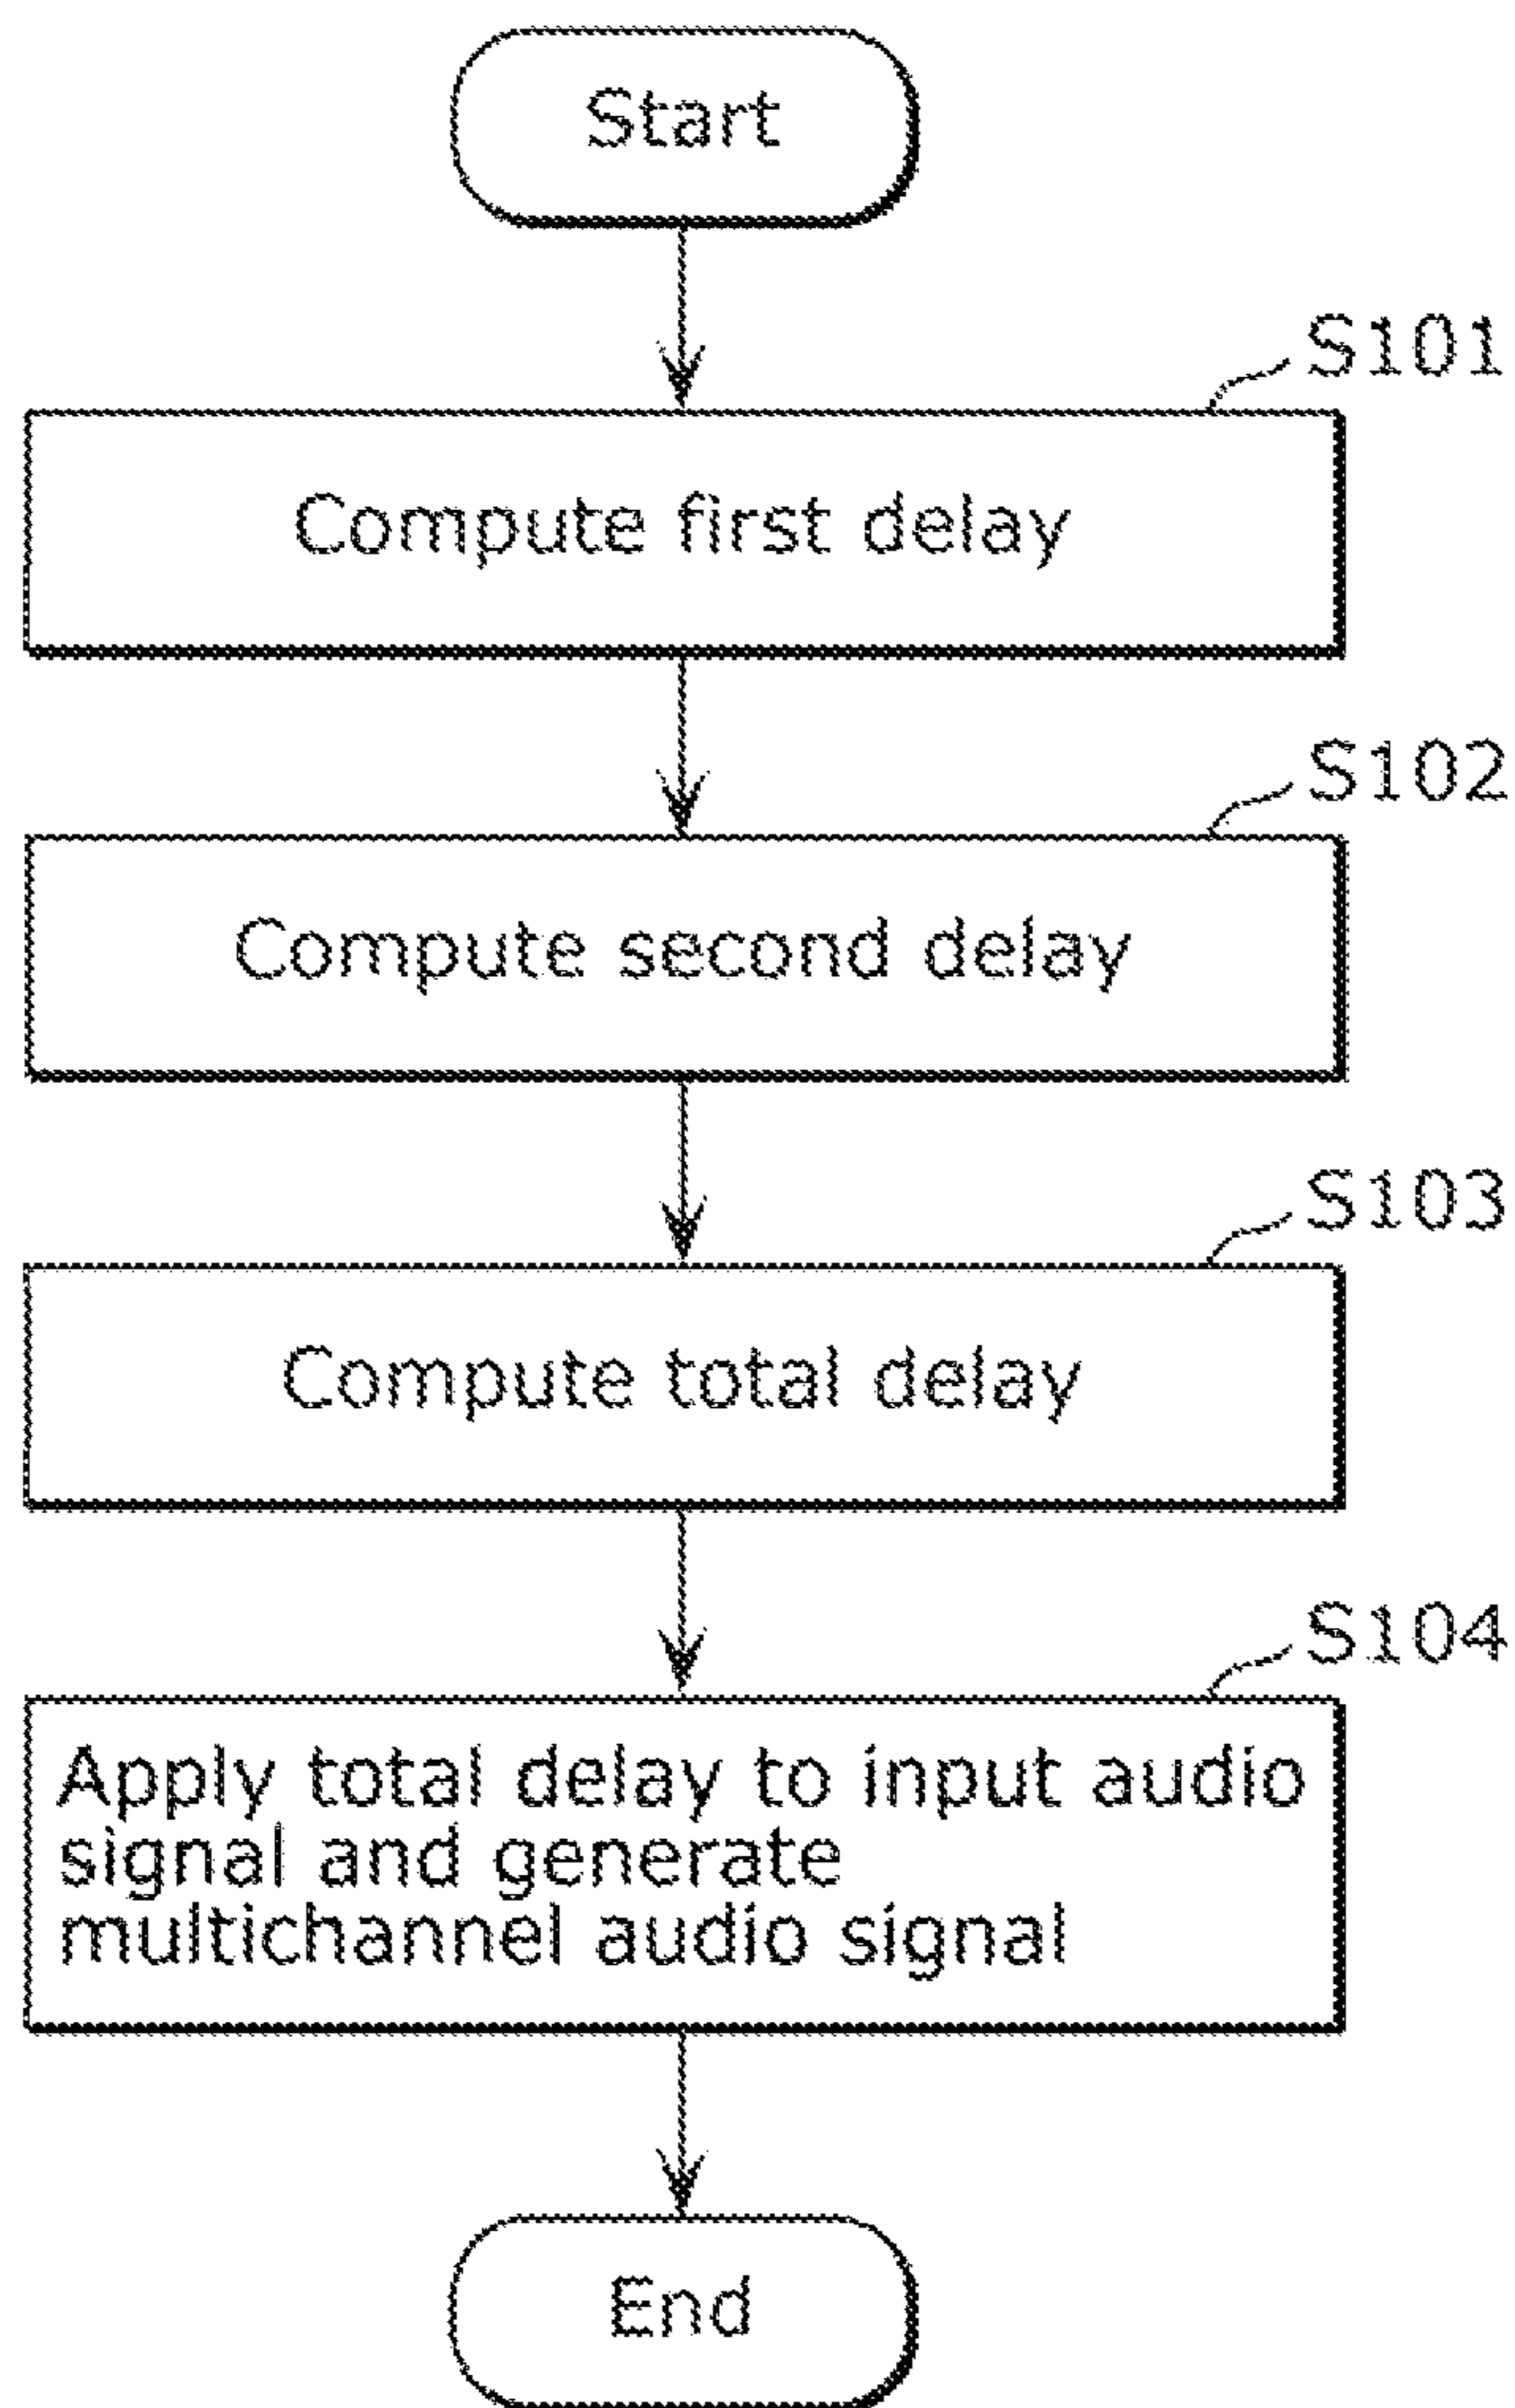 Start
S101
Compute first delay
S102
Compute second delay
S103
Compute total delay
S104
Apply total delay to input audio
signal and generate
multichannel audio signal
End